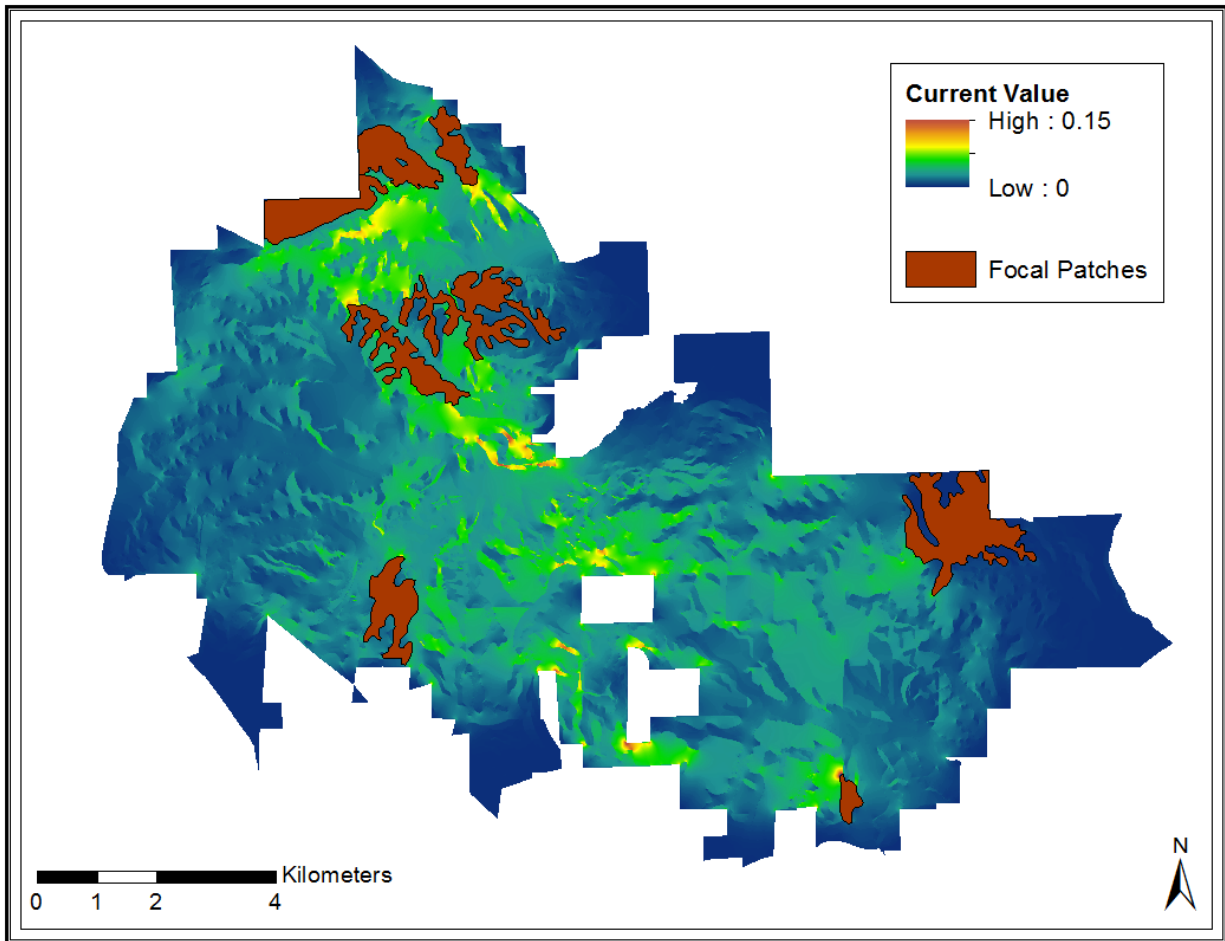 Current Value
High : 0.15
Low : 0
Focal Patches
N
Kilometers
0 1 2 4